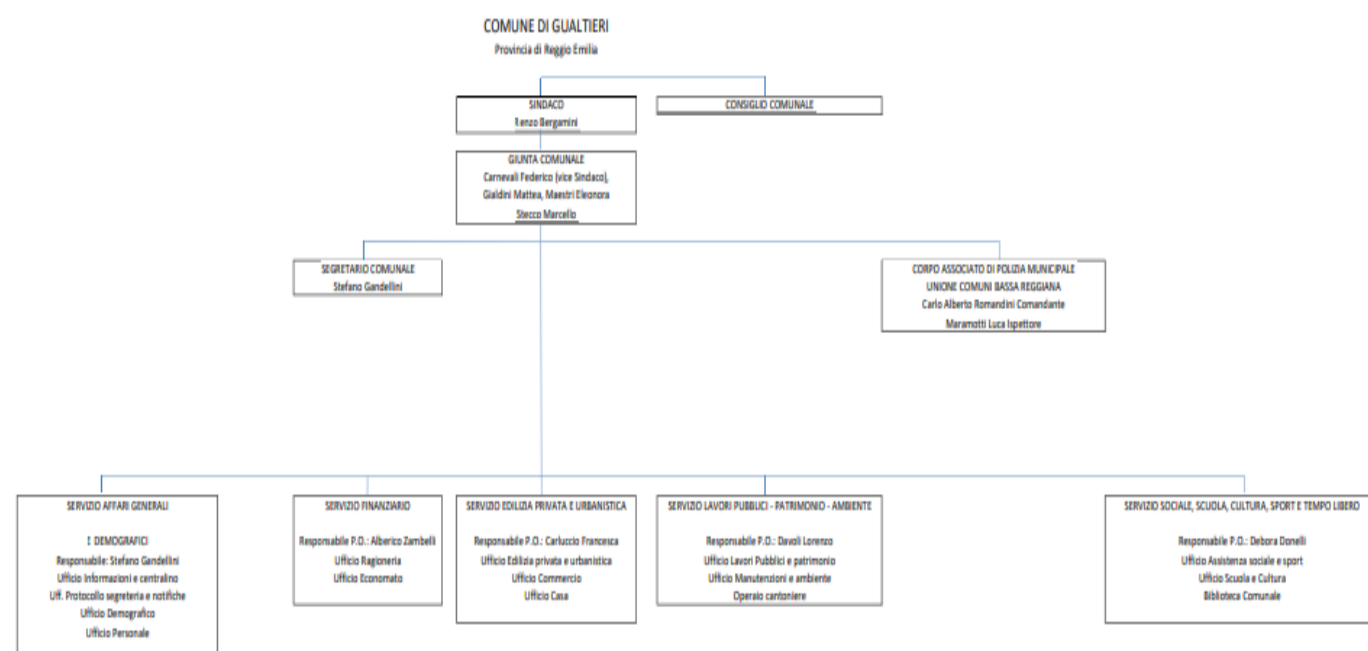 COMUNE DI GUALTIERI
Provincia di Reggio Emilia
SINDACO
Renzo Bergamini
CONSIGLIO COMUNALE
GIUNTA COMUNALE
Carnevali Federico (vice Sindaco),
Gialdini Mattea, Maestri Eleonora
Stecco Marcello
SEGRETARIO COMUNALE
Stefano Gandellini
CORPO ASSOCIATO DI POLIZIA MUNICIPALE
UNIONE COMUNI BASSA REGGIANA
Carlo Alberto Romandini Comandante
Maramotti Luca Ispettore
SERVIZIO AFFARI GENERALI
E DEMOGRAFICI
Responsabile: Stefano Gandellini
Ufficio Informazioni e centralino
Uff. Protocollo segreteria e notifiche
Ufficio Demografico
Ufficio Personale
SERVIZIO FINANZIARIO
Responsabile P.O.: Alberico Zambelli
Ufficio Ragioneria
Ufficio Economato
SERVIZIO EDILIZIA PRIVATA E URBANISTICA
Responsabile P.O.: Carluccio Francesca
Ufficio Edilizia privata e urbanistica
Ufficio Commercio
Ufficio Casa
SERVIZIO LAVORI PUBBLICI - PATRIMONIO - AMBIENTE
Responsabile P.O.: Davoli Lorenzo
Ufficio Lavori Pubblici e patrimonio
Ufficio Manutenzioni e ambiente
Operaio cantoniere
SERVIZIO SOCIALE, SCUOLA, CULTURA, SPORT E TEMPO LIBERO
Responsabile P.O.: Debora Donelli
Ufficio Assistenza sociale e sport
Ufficio Scuola e Cultura
Biblioteca Comunale